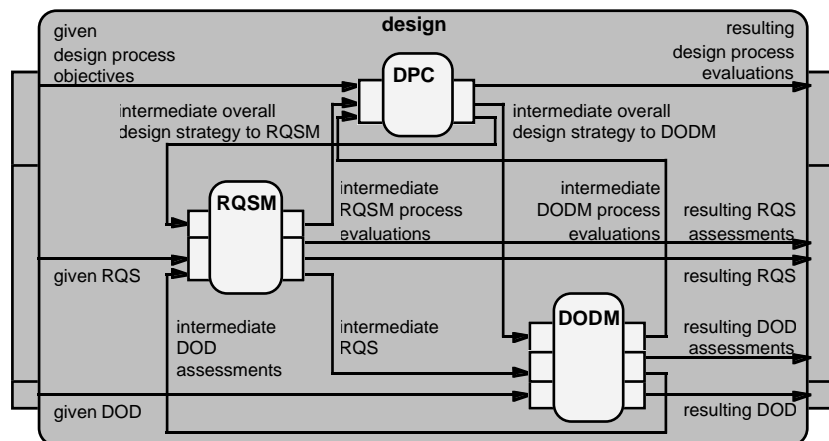 design
given
design process
objectives
resulting
design process
evaluations
DPC
intermediate overall
design strategy to RQSM
intermediate overall
design strategy to DODM
RQSM
intermediate
RQSM process
evaluations
intermediate
DODM process
evaluations
resulting RQS
assessments
given RQS
resulting RQS
intermediate
DOD
assessments
intermediate
RQS
DODM
resulting DOD
assessments
given DOD
resulting DOD